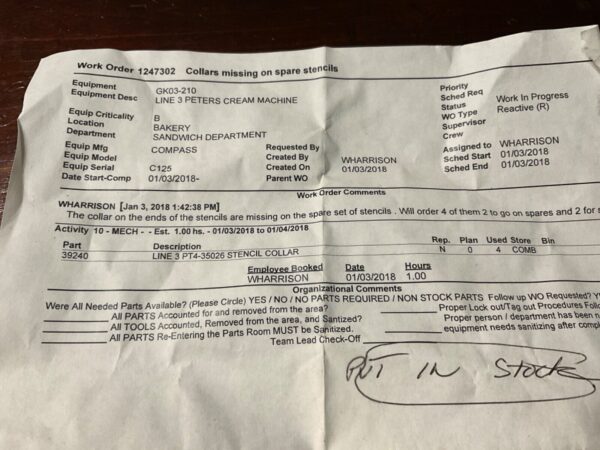 Work Order 1247302 Collars missing on spare stencils
Equipment GK03-210 Priority
Equipment Desc LINE 3 PETERS CREAM MACHINE Sched Req
Status Work In Progress
Equip Criticality B WO Type Reactive (R)
Location BAKERY Supervisor
Department SANDWICH DEPARTMENT Crew
Equip Mfg COMPASS Requested By Assigned to WHARRISON
Equip Model Created By WHARRISON Sched Start 01/03/2018
Equip Serial C125 Created On 01/03/2018 Sched End 01/03/2018
Date Start-Comp 01/03/2018- Parent WO
Work Order Comments
WHARRISON [Jan 3, 2018 1:42:38 PM]
The collar on the ends of the stencils are missing on the spare set of stencils . Will order 4 of them 2 to go on spares and 2 for s
Activity 10 - MECH - - Est. 1.00 hs. - 01/03/2018 to 01/04/2018
Part Description Rep. Plan Used Store Bin
39240 LINE 3 PT4-35026 STENCIL COLLAR N 0 4 COMB
Employee Booked Date Hours
WHARRISON 01/03/2018 1.00
Organizational Comments
Were All Needed Parts Available? (Please Circle) YES / NO / NO PARTS REQUIRED / NON STOCK PARTS Follow up WO Requested? Y
All PARTS Accounted for and removed from the area? Proper Lock out/Tag out Procedures Foll
All TOOLS Accounted, Removed from the area, and Santized? Proper person / department has been n
All PARTS Re-Entering the Parts Room MUST be Sanitized. equipment needs sanitizing after compl
Team Lead Check-Off
PUT IN Stock